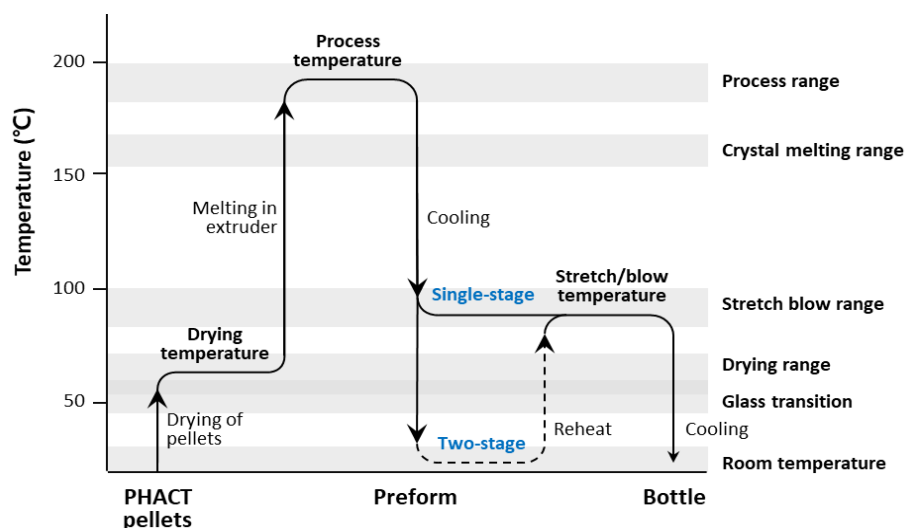 Temperature (℃)
200
150
100
50
Process
temperature
Melting in
extruder
Cooling
Single-stage
Stretch/blow
temperature
Drying
temperature
Drying of
pellets
Two-stage
Reheat
Cooling
Process range
Crystal melting range
Stretch blow range
Drying range
Glass transition
Room temperature
PHACT
pellets
Preform
Bottle